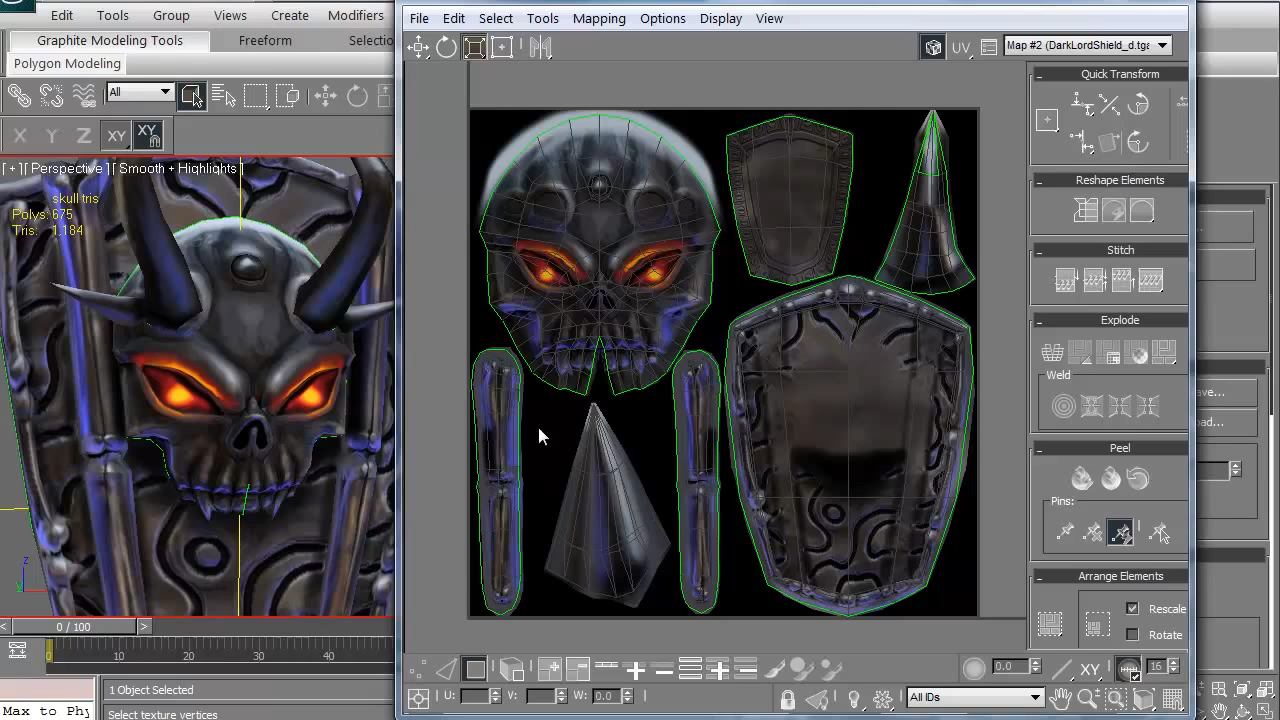 Edit Tools Group Views Create Modifiers
Graphite Modeling Tools Freeform Selectio
Polygon Modeling
All
X Y Z XY XY
[ + ][ Perspective ][ Smooth + Highlights ]
skull tris
Polys: 675
Tris: 1,184
z
0 / 100
0 10 20 30 40
1 Object Selected
Max to Phy
Select texture vertices
File Edit Select Tools Mapping Options Display View
UV Map #2 (DarkLordShield_d.tga
Quick Transform
Reshape Elements
Stitch
Explode
Weld
Peel
Pins:
Arrange Elements
Rescale
Rotate
0.0 XY 16
U: V: W: 0.0 All IDs
ave...
oad...